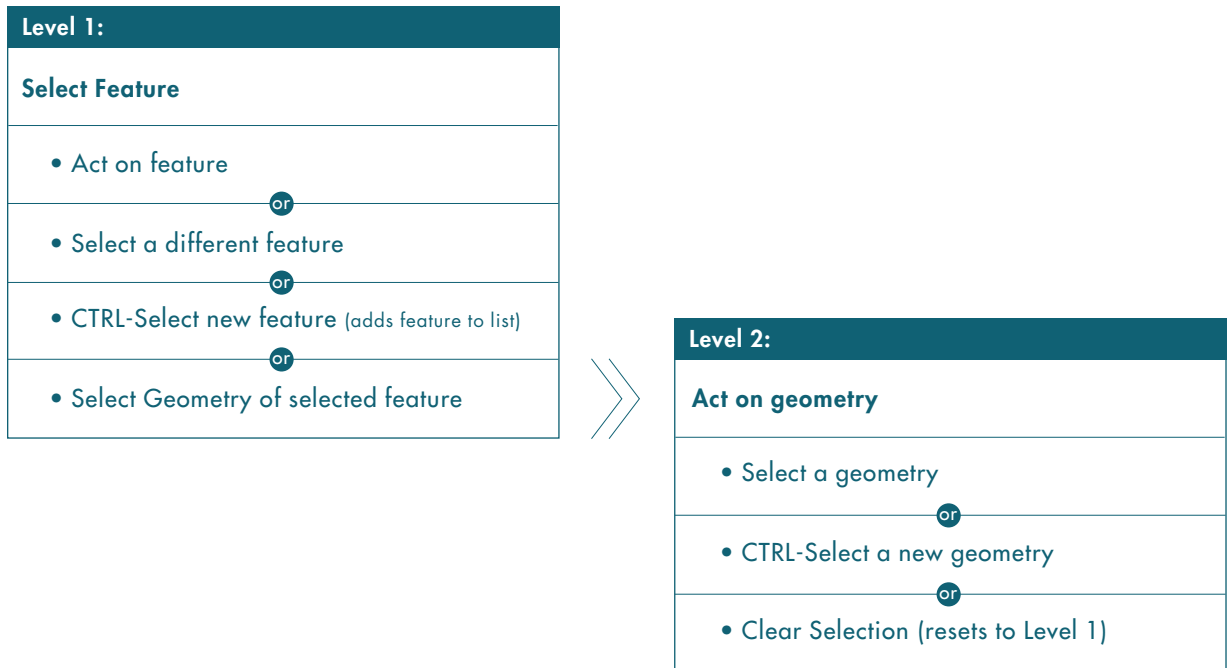 Level 1:
Select Feature
• Act on feature
or
• Select a different feature
or
• CTRL-Select new feature (adds feature to list)
or
• Select Geometry of selected feature
Level 2:
Act on geometry
• Select a geometry
or
• CTRL-Select a new geometry
or
• Clear Selection (resets to Level 1)